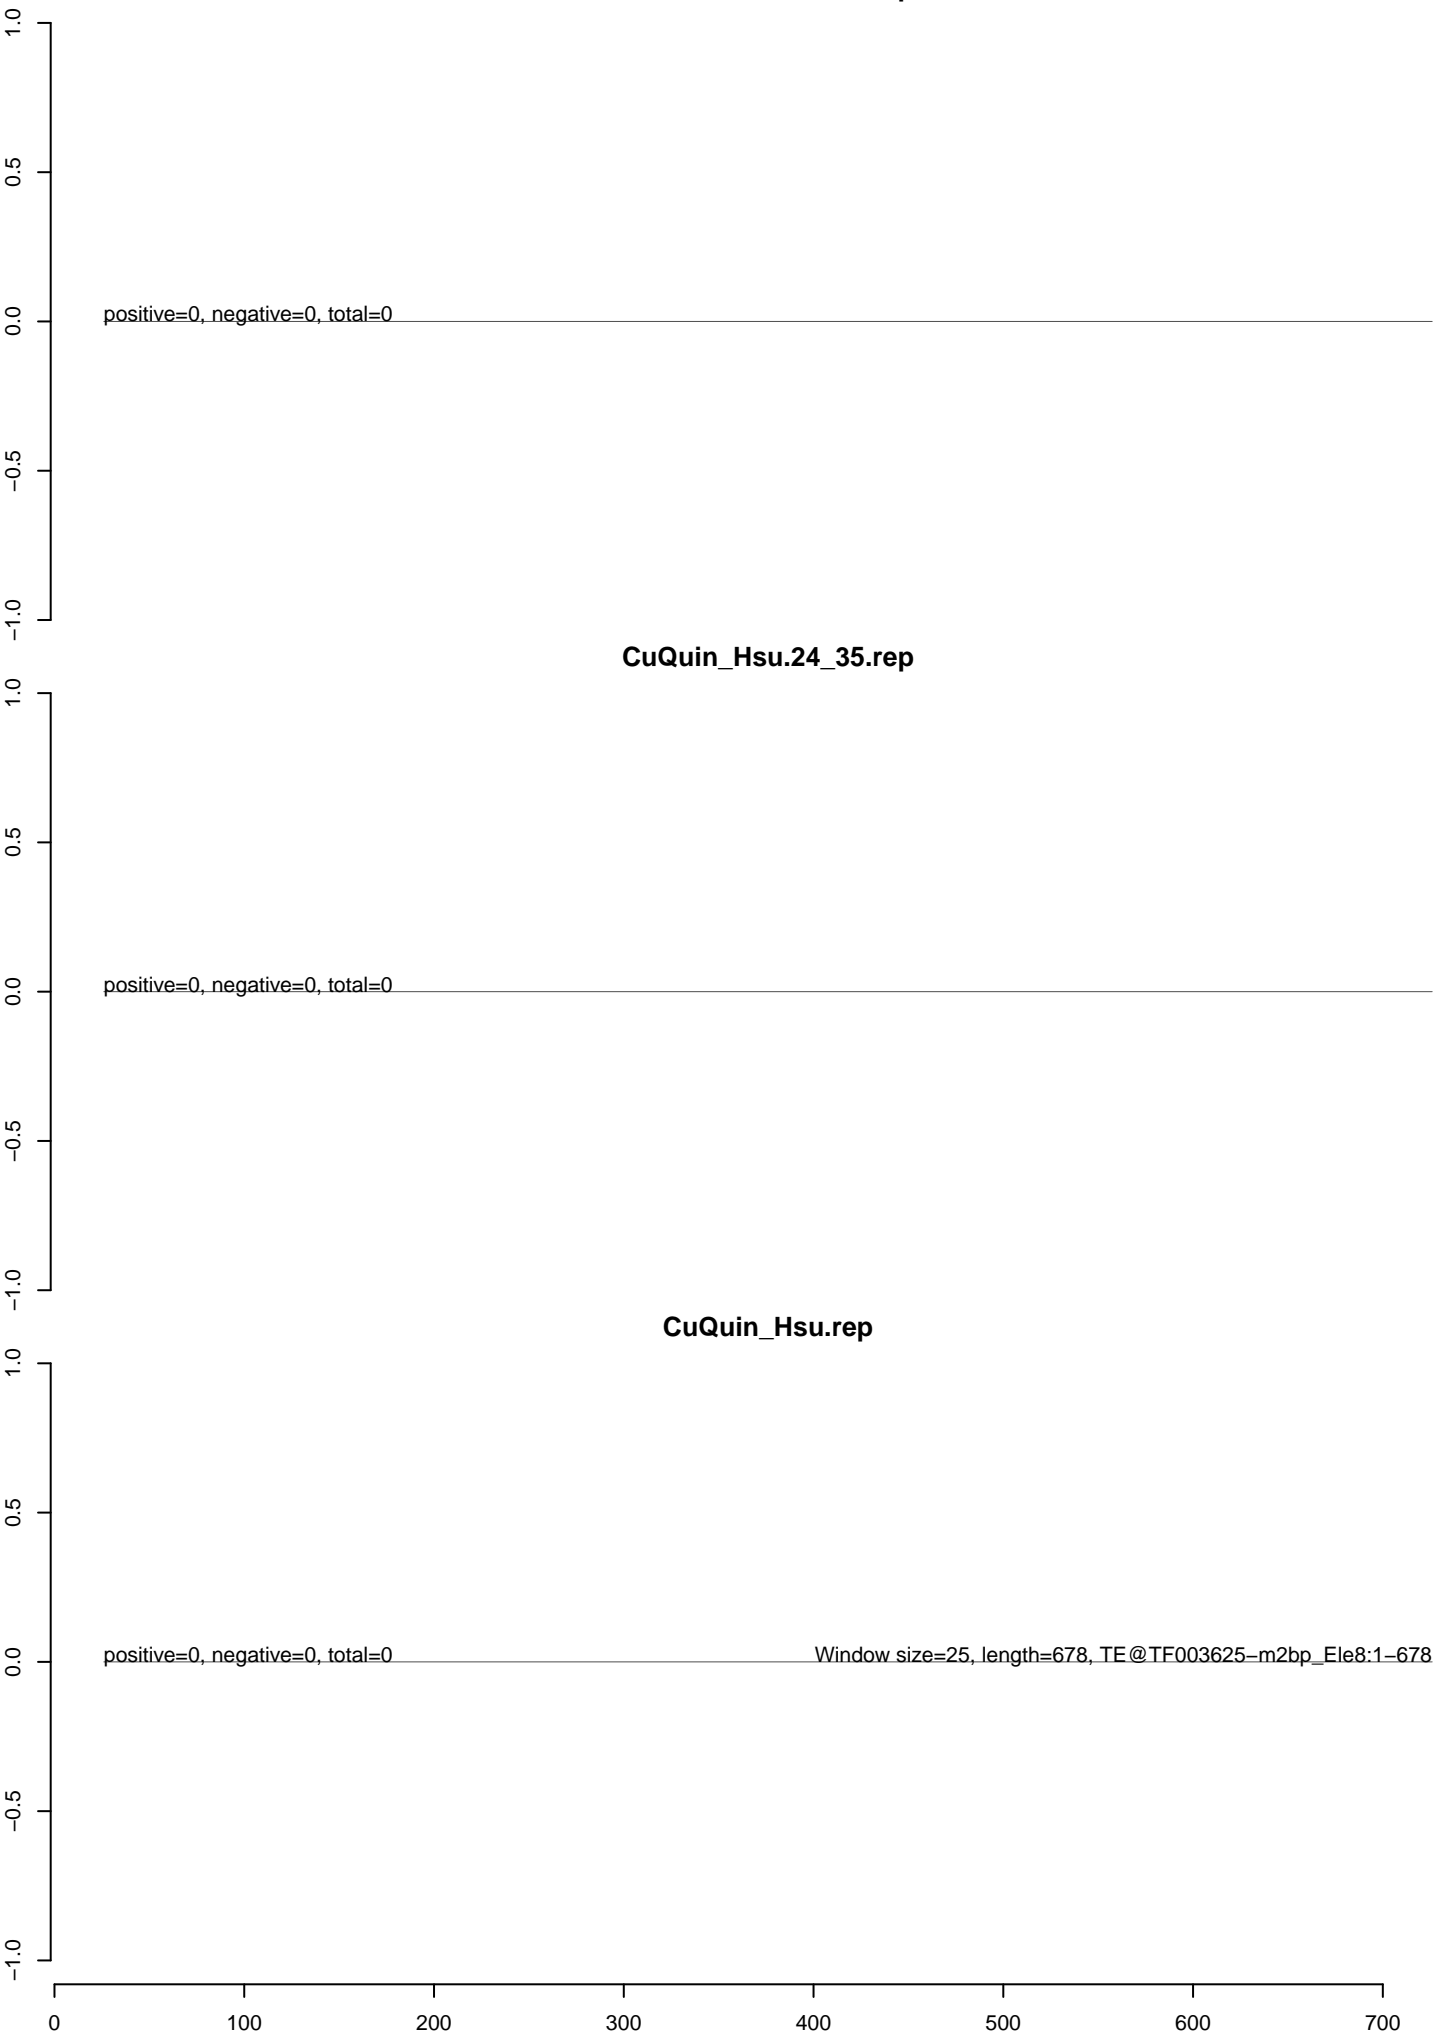 1.0
0.5
0.0
−0.5
−1.0
positive=0, negative=0, total=0
CuQuin_Hsu.24_35.rep
1.0
0.5
0.0
−0.5
−1.0
positive=0, negative=0, total=0
CuQuin_Hsu.rep
1.0
0.5
0.0
−0.5
−1.0
positive=0, negative=0, total=0
Window size=25, length=678, TE@TF003625−m2bp_Ele8:1−678
0 100 200 300 400 500 600 700